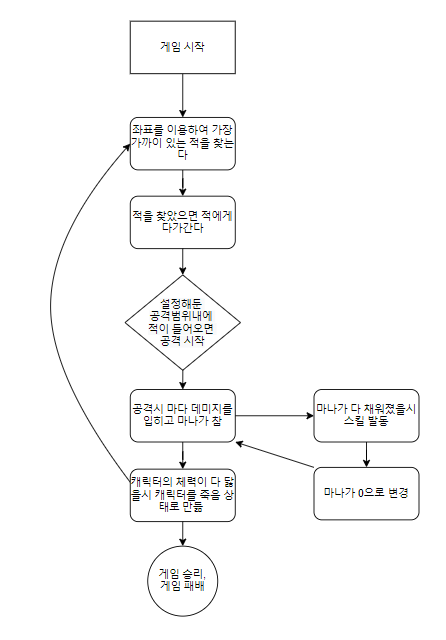 게임 시작
좌표를 이용하여 가장
가까이 있는 적을 찾는
다
적을 찾았으면 적에게
다가간다
설정해둔
공격범위내에
적이 들어오면
공격 시작
공격시 마다 데미지를
입히고 마나가 참
마나가 다 채워졌을시
스킬 발동
마나가 0으로 변경
캐릭터의 체력이 다 닳
을시 캐릭터를 죽음 상
태로 만듦
게임 승리,
게임 패배